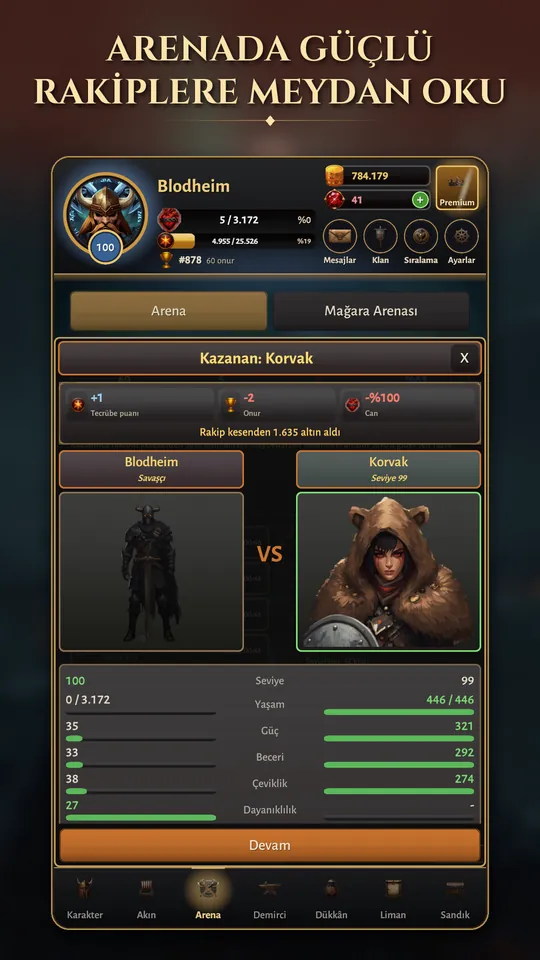 ARENADA GÜÇLÜ
RAKİPLERE MEYDAN OKU
Blodheim
784.179
41
Premium
100
5 / 3.172 %0
4.955 / 25.526 %19
#878 60 onur
Mesajlar Klan Sıralama Ayarlar
Arena Mağara Arenası
Kazanan: Korvak X
+1 -2 -%100
Tecrübe puanı Onur Can
Rakip kesenden 1.635 altın aldı
Blodheim Korvak
Savaşçı Seviye 99
VS
100 Seviye 99
0 / 3.172 Yaşam 446 / 446
35 Güç 321
33 Beceri 292
38 Çeviklik 274
27 Dayanıklılık -
Devam
Karakter Akın Arena Demirci Dükkân Liman Sandık